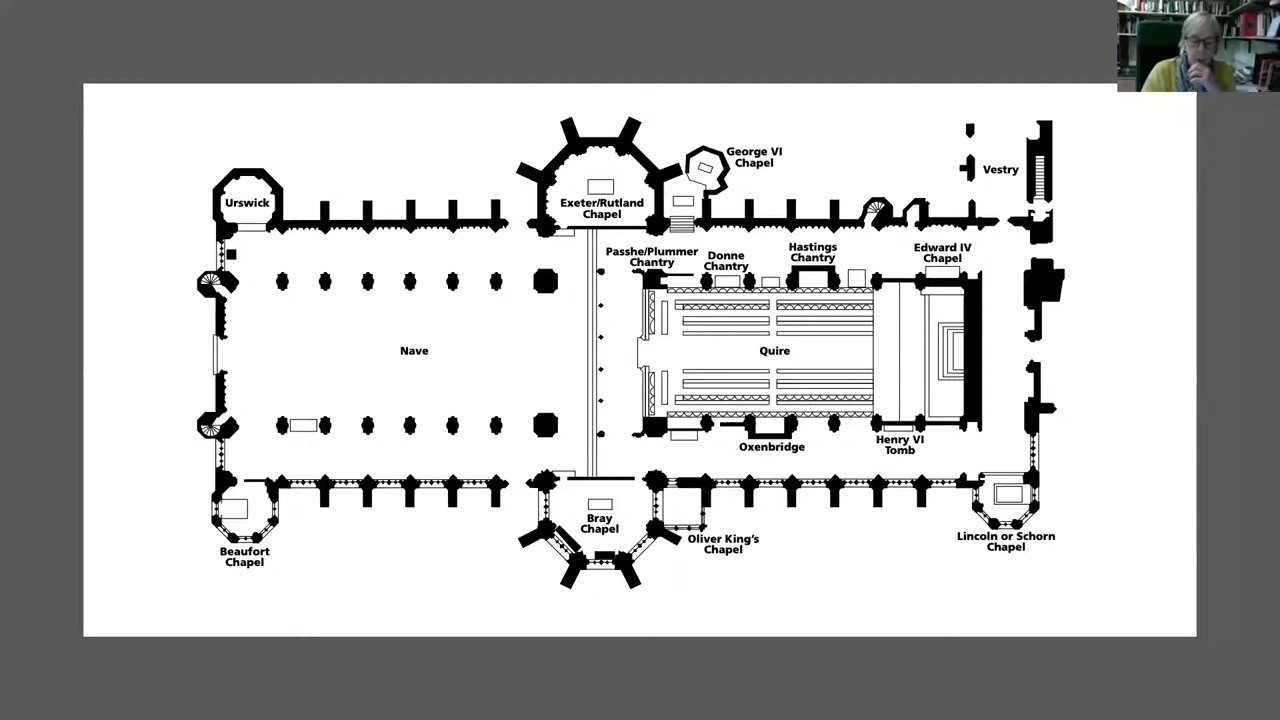 George VI
Chapel
Vestry
Urswick
Exeter/Rutland
Chapel
Passhe/Plummer
Chantry
Donne
Chantry
Hastings
Chantry
Edward IV
Chapel
Nave
Quire
Oxenbridge
Henry VI
Tomb
Bray
Chapel
Oliver King's
Chapel
Lincoln or Schorn
Chapel
Beaufort
Chapel